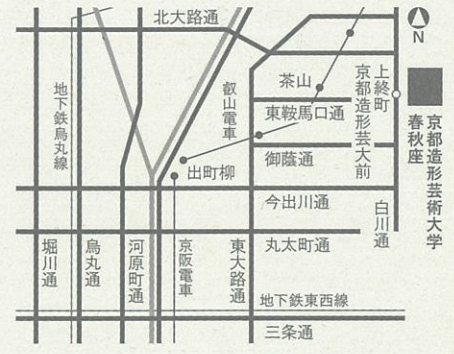 北大路通
N
地下鉄烏丸線
叡山電車
茶山
上終町
京都造形芸大前
東鞍馬口通
京都造形芸術大学
春秋座
御蔭通
出町柳
今出川通
白川通
堀川通
烏丸通
河原町通
京阪電車
東大路通
丸太町通
地下鉄東西線
三条通